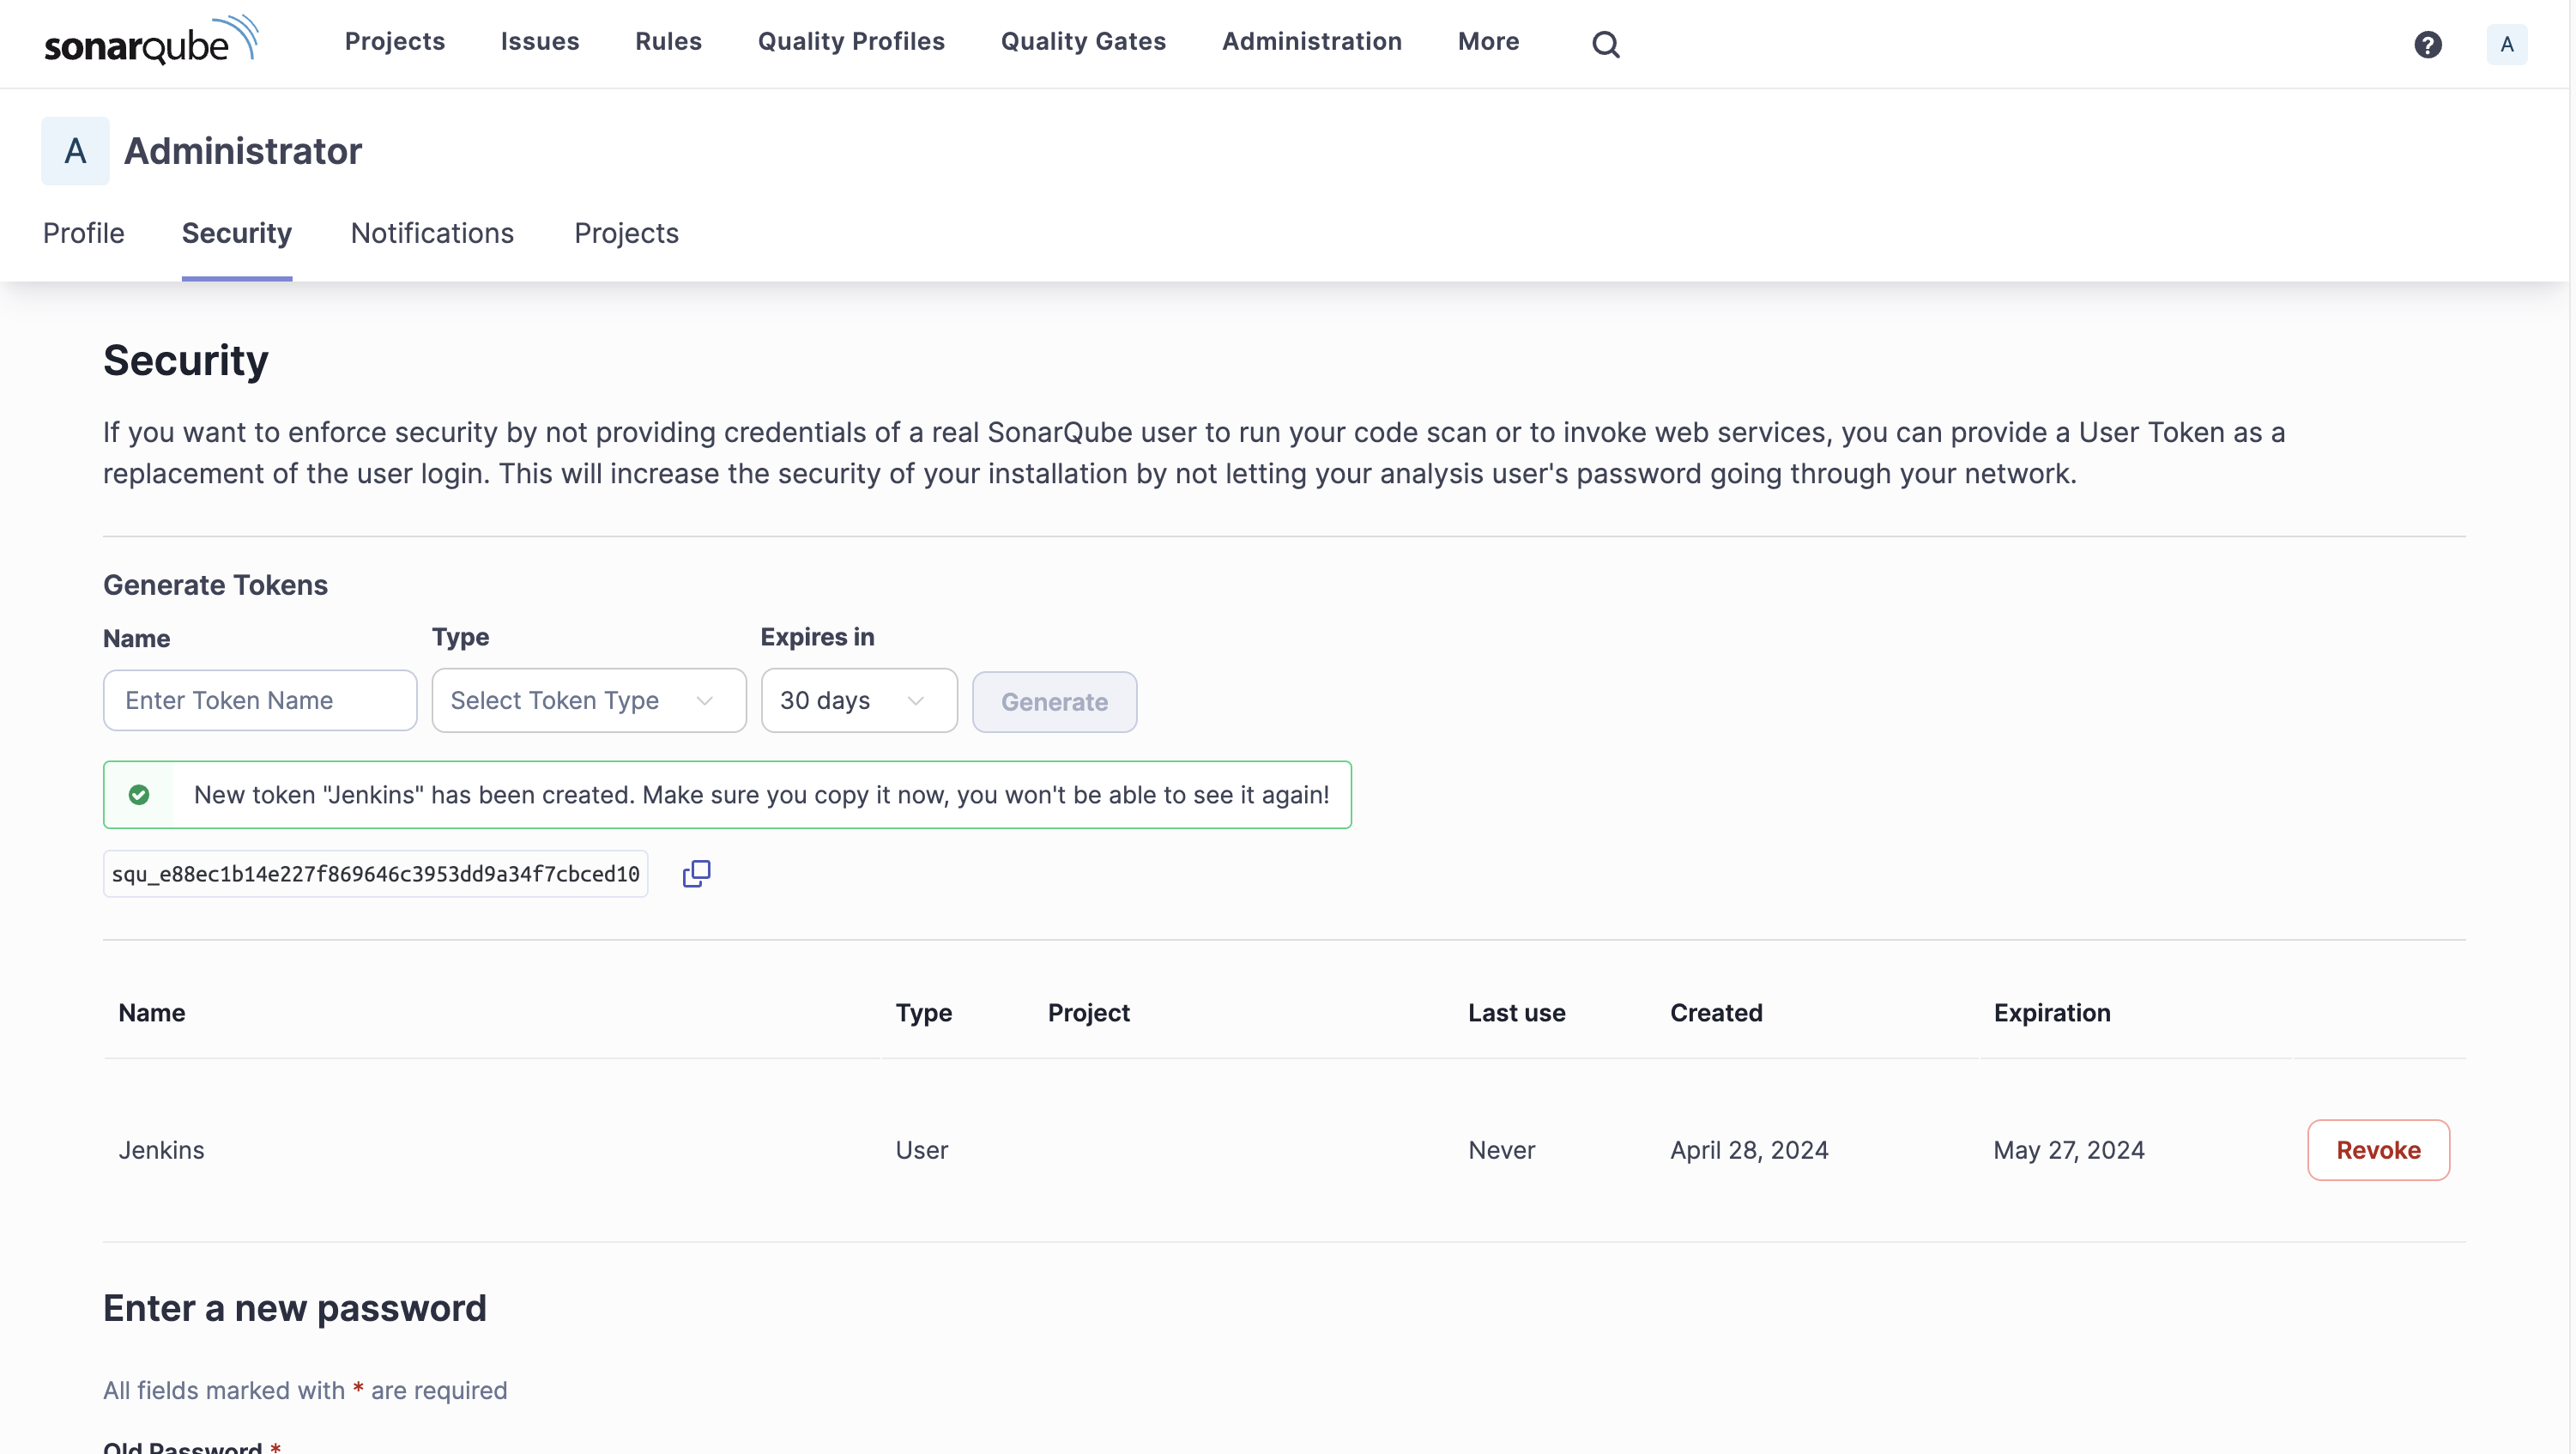 sonarqube Projects Issues Rules Quality Profiles Quality Gates Administration More ? A
A Administrator
Profile Security Notifications Projects
Security
If you want to enforce security by not providing credentials of a real SonarQube user to run your code scan or to invoke web services, you can provide a User Token as a
replacement of the user login. This will increase the security of your installation by not letting your analysis user's password going through your network.
Generate Tokens
Name Type Expires in
Enter Token Name Select Token Type 30 days Generate
New token "Jenkins" has been created. Make sure you copy it now, you won't be able to see it again!
squ_e88ec1b14e227f869646c3953dd9a34f7cbced10
Name Type Project Last use Created Expiration
Jenkins User Never April 28, 2024 May 27, 2024 Revoke
Enter a new password
All fields marked with * are required
Old Password *